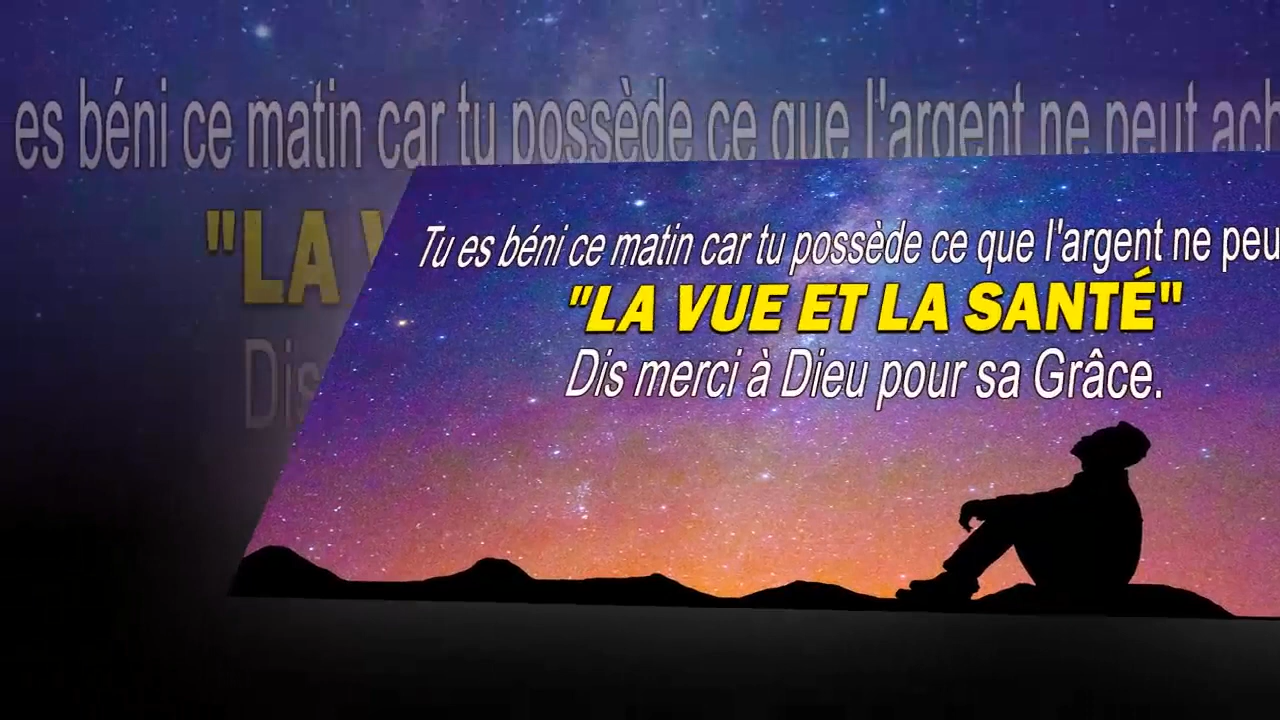 es béni ce matin car tu possède ce que l'argent ne peut
"LA
Tu es béni ce matin car tu possède ce que l'argent ne
"LA VUE ET LA SANTÉ"
Dis merci à Dieu pour sa Grâce.
Dis